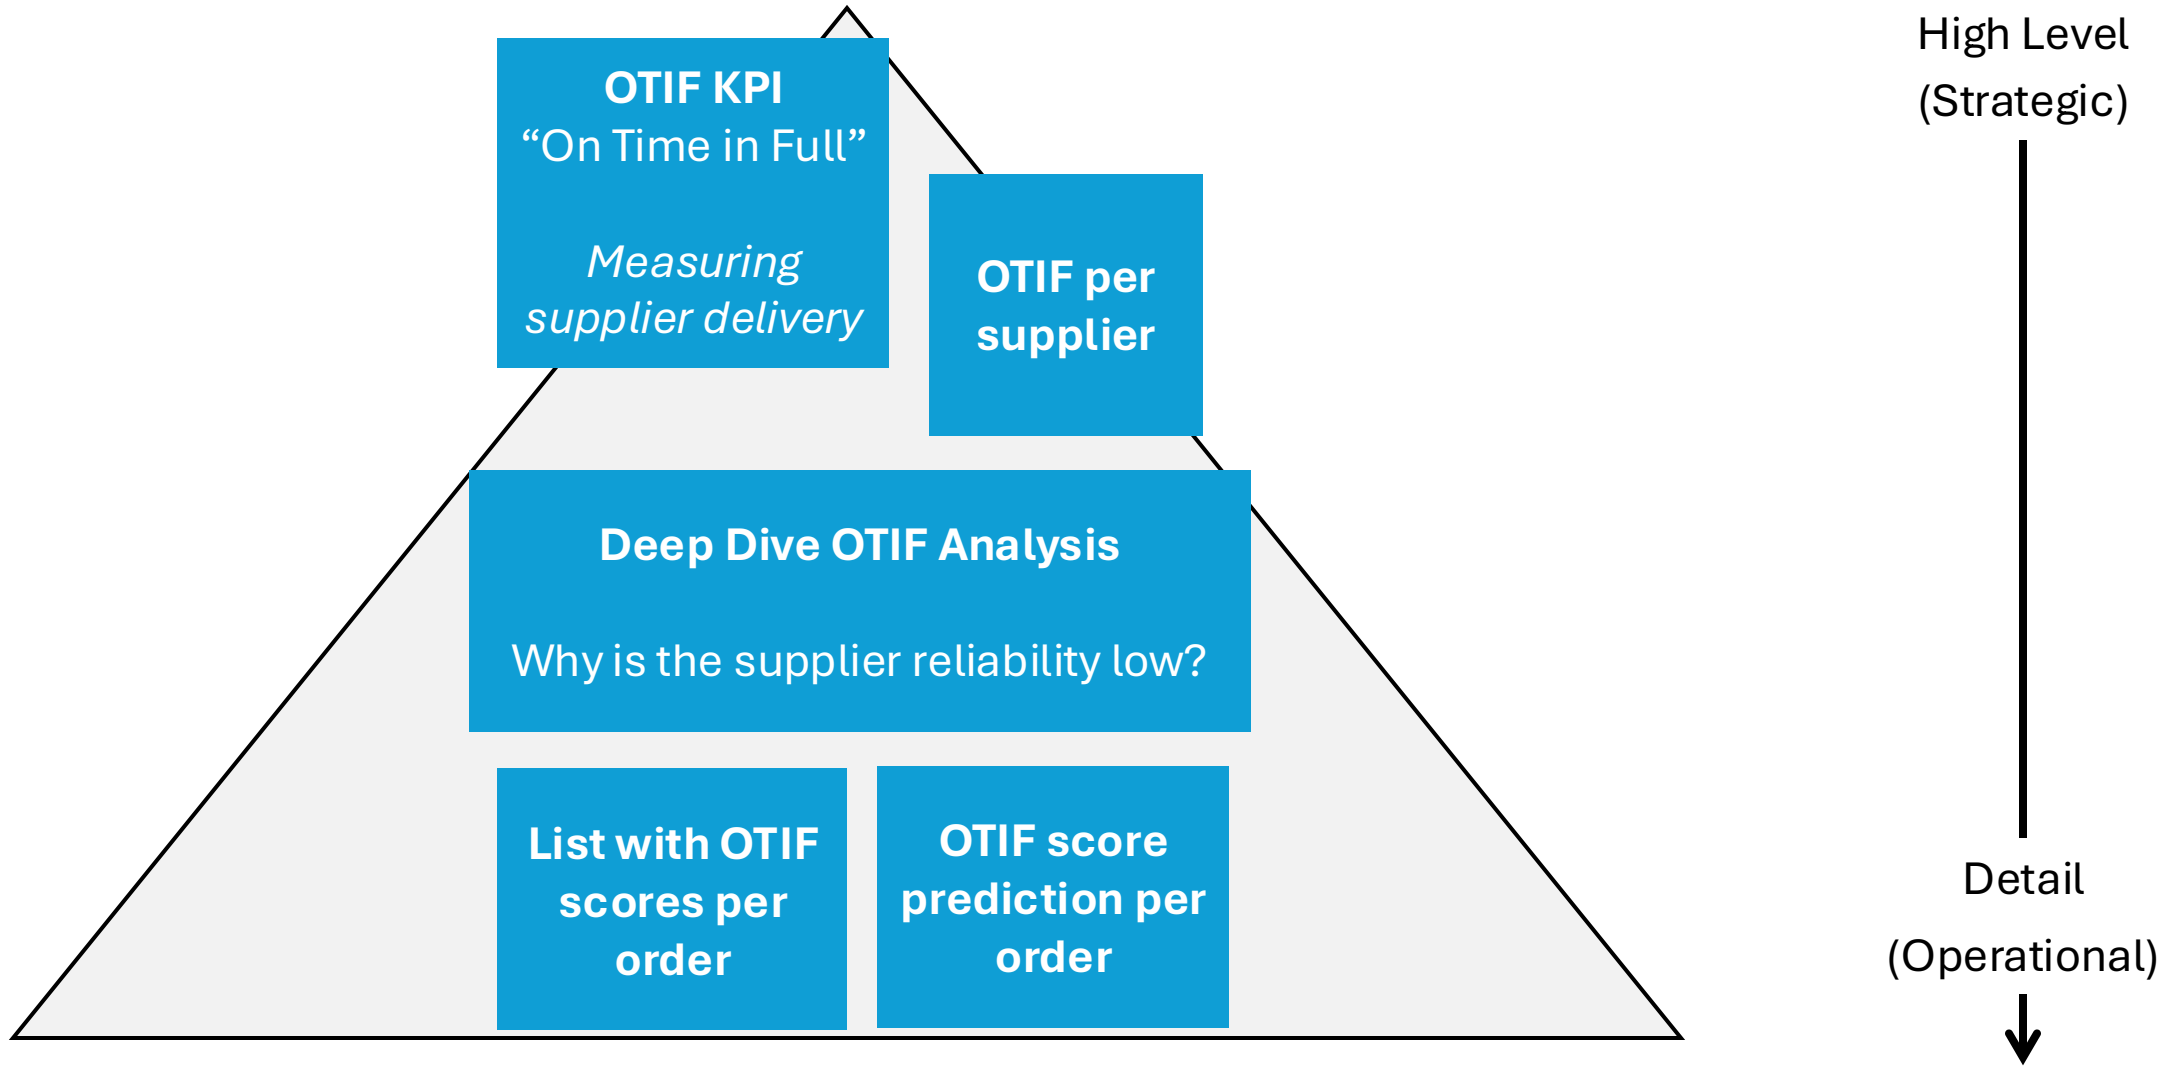 OTIF KPI
“On Time in Full”
Measuring
supplier delivery
OTIF per
supplier
Deep Dive OTIF Analysis
Why is the supplier reliability low?
List with OTIF
scores per
order
OTIF score
prediction per
order
High Level
(Strategic)
Detail
(Operational)